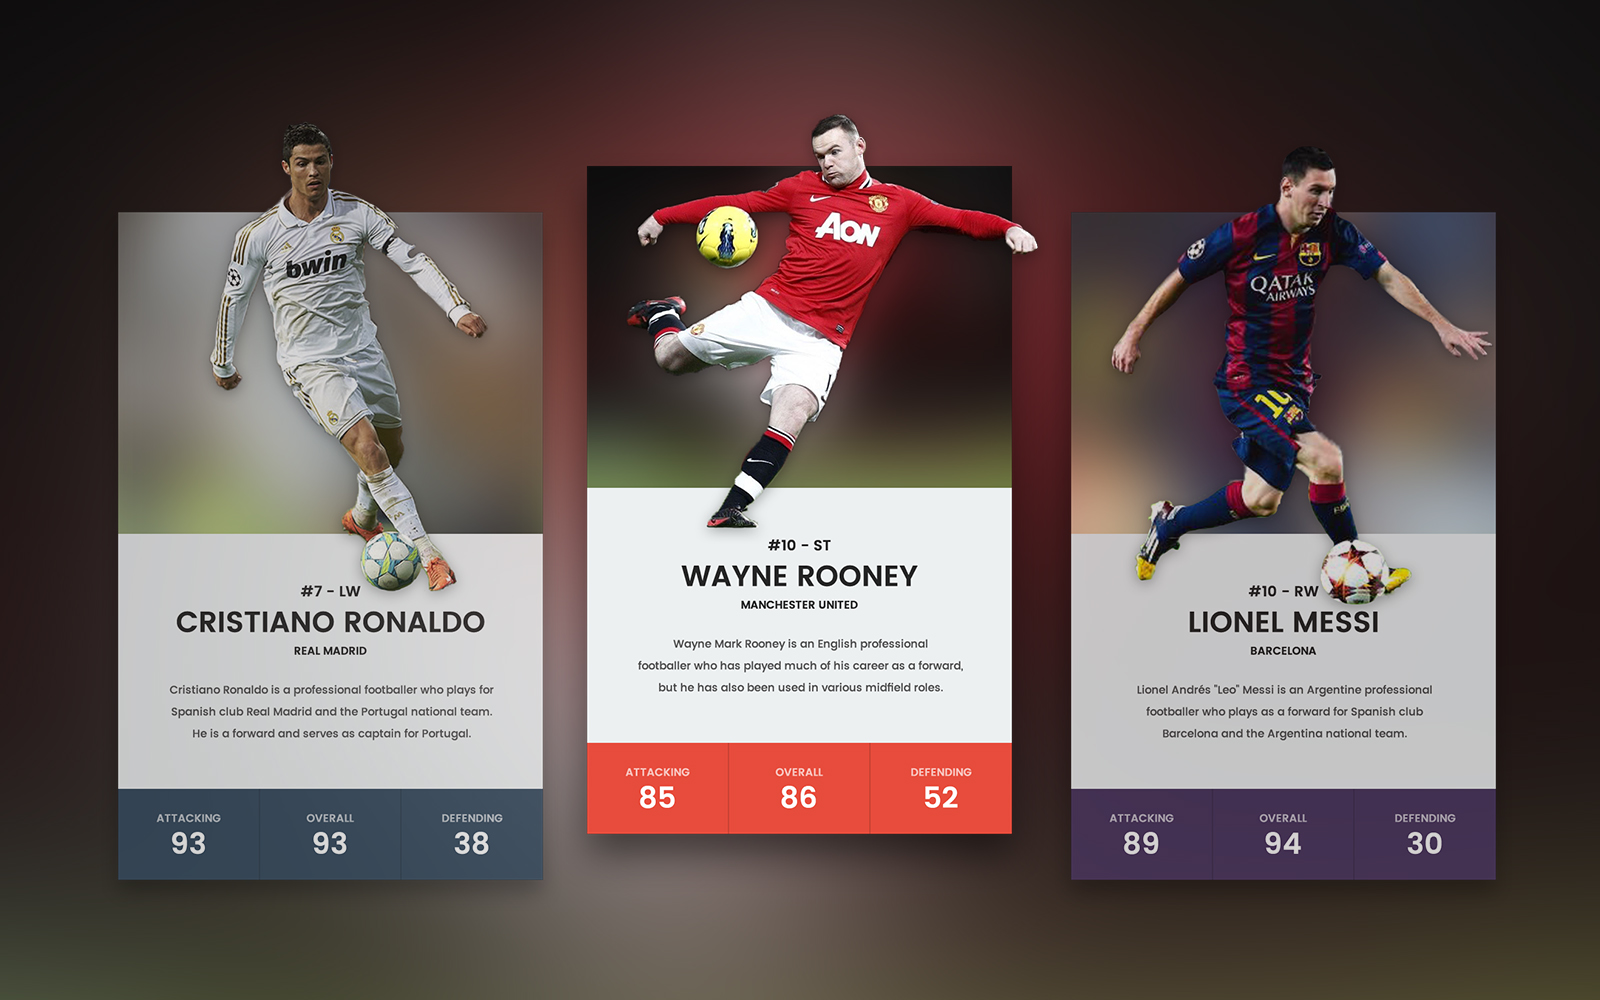 bwin
#7 - LW
CRISTIANO RONALDO
REAL MADRID
Cristiano Ronaldo is a professional footballer who plays for
Spanish club Real Madrid and the Portugal national team.
He is a forward and serves as captain for Portugal.
ATTACKING
93
OVERALL
93
DEFENDING
38
AON
#10 - ST
WAYNE ROONEY
MANCHESTER UNITED
Wayne Mark Rooney is an English professional
footballer who has played much of his career as a forward,
but he has also been used in various midfield roles.
ATTACKING
85
OVERALL
86
DEFENDING
52
QATAR
AIRWAYS
10
#10 - RW
LIONEL MESSI
BARCELONA
Lionel Andrés "Leo" Messi is an Argentine professional
footballer who plays as a forward for Spanish club
Barcelona and the Argentina national team.
ATTACKING
89
OVERALL
94
DEFENDING
30